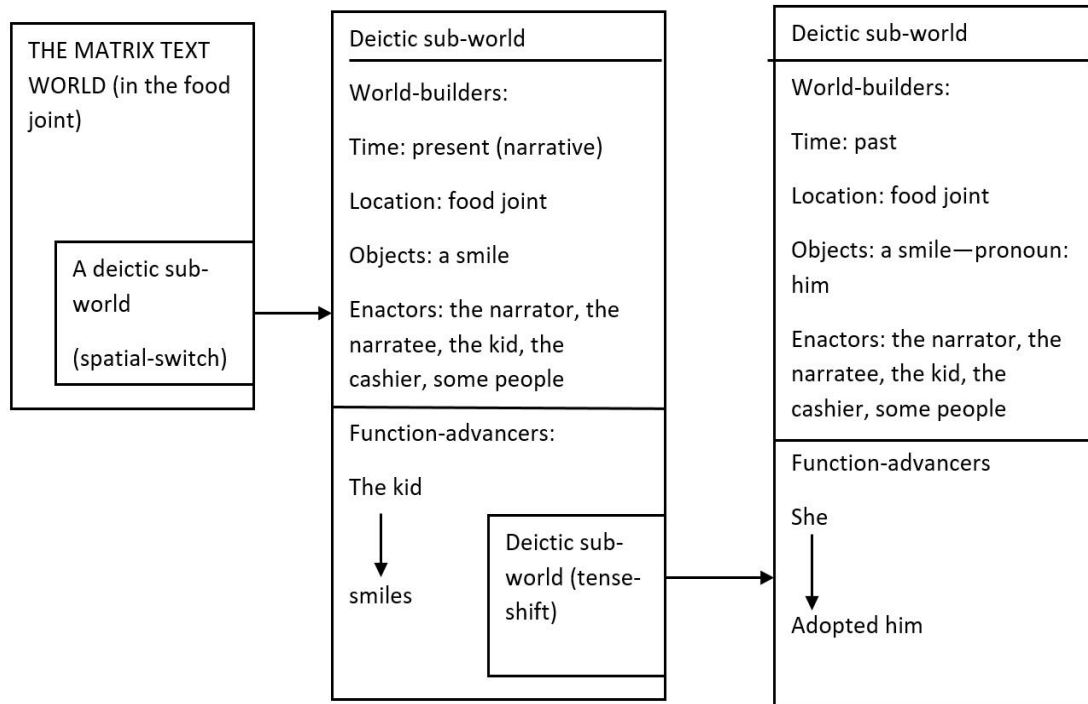 THE MATRIX TEXT
WORLD (in the food
joint)
A deictic sub-
world
(spatial-switch)
Deictic sub-world
World-builders:
Time: present (narrative)
Location: food joint
Objects: a smile
Enactors: the narrator, the
narratee, the kid, the
cashier, some people
Function-advancers:
The kid
smiles
Deictic sub-
world (tense-
shift)
Deictic sub-world
World-builders:
Time: past
Location: food joint
Objects: a smile—pronoun:
him
Enactors: the narrator, the
narratee, the kid, the
cashier, some people
Function-advancers
She
Adopted him